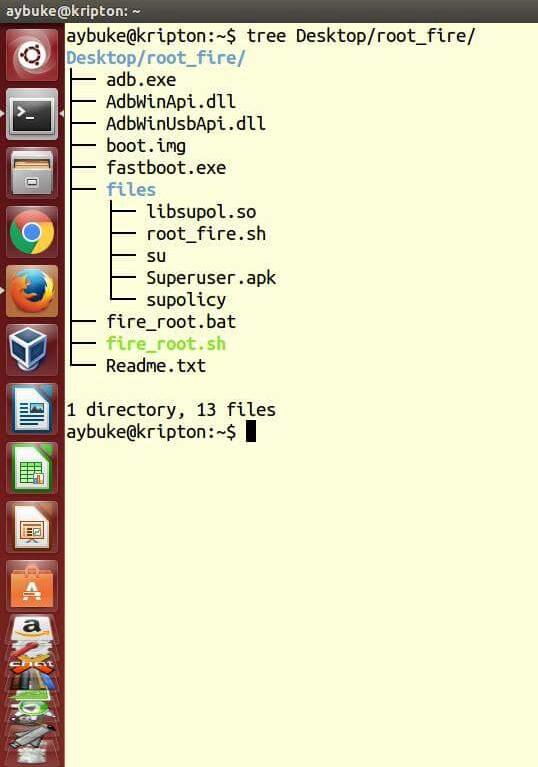 aybuke@kripton: ~
aybuke@kripton:~$ tree Desktop/root_fire/
Desktop/root_fire/
├── adb.exe
├── AdbWinApi.dll
├── AdbWinUsbApi.dll
├── boot.img
├── fastboot.exe
├── files
│   ├── libsupol.so
│   ├── root_fire.sh
│   ├── su
│   ├── Superuser.apk
│   └── supolicy
├── fire_root.bat
├── fire_root.sh
└── Readme.txt
1 directory, 13 files
aybuke@kripton:~$